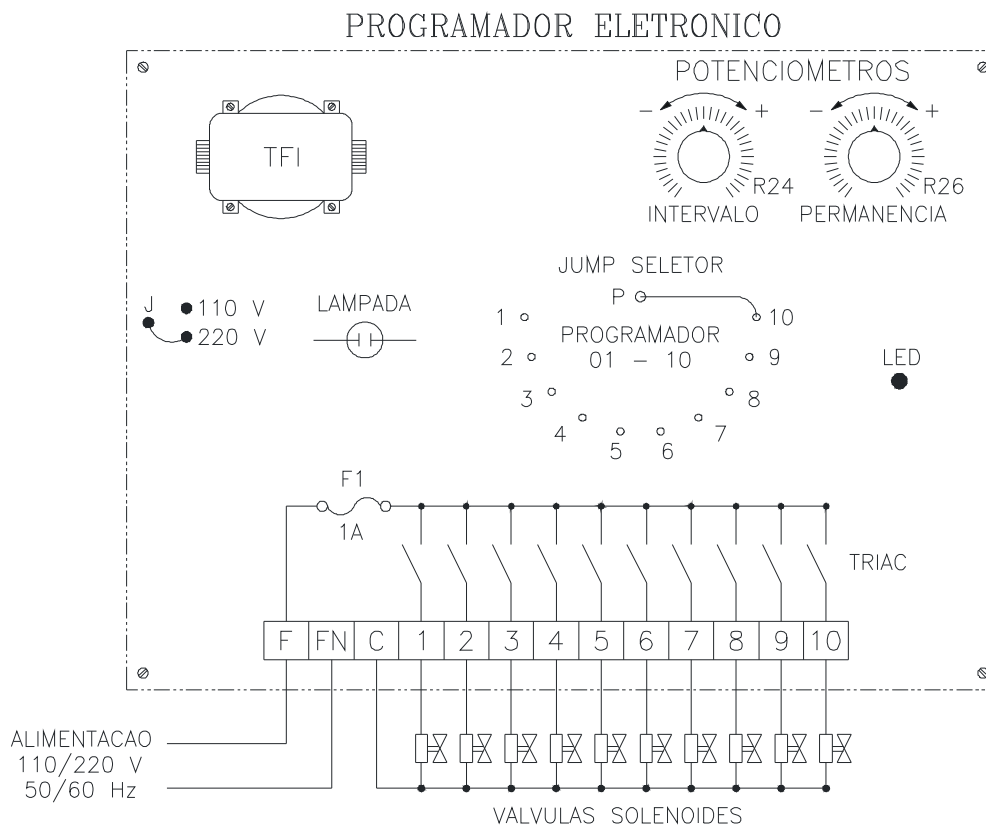 PROGRAMADOR ELETRONICO
POTENCIOMETROS
- + - +
TF1
R24 R26
INTERVALO PERMANENCIA
JUMP SELETOR
P
J
110 V
220 V
LAMPADA
1 10
PROGRAMADOR
01 - 10
2 9
LED
3 8
4 7
5 6
F1
1A
TRIAC
F FN C 1 2 3 4 5 6 7 8 9 10
ALIMENTACAO
110/220 V
50/60 Hz
VALVULAS SOLENOIDES